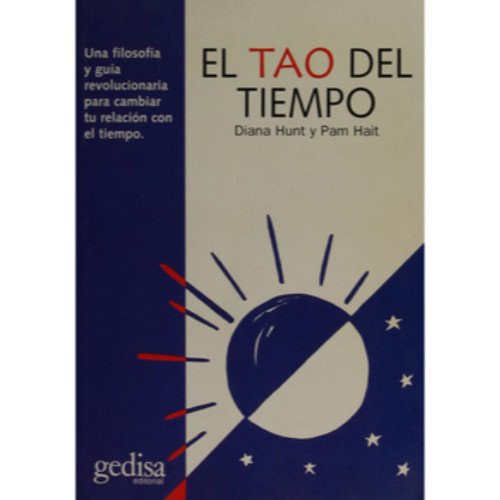 Una filosofía
y guía
revolucionaria
para cambiar
tu relación con
el tiempo.
EL TAO DEL
TIEMPO
Diana Hunt y Pam Hait
gedisa
editorial